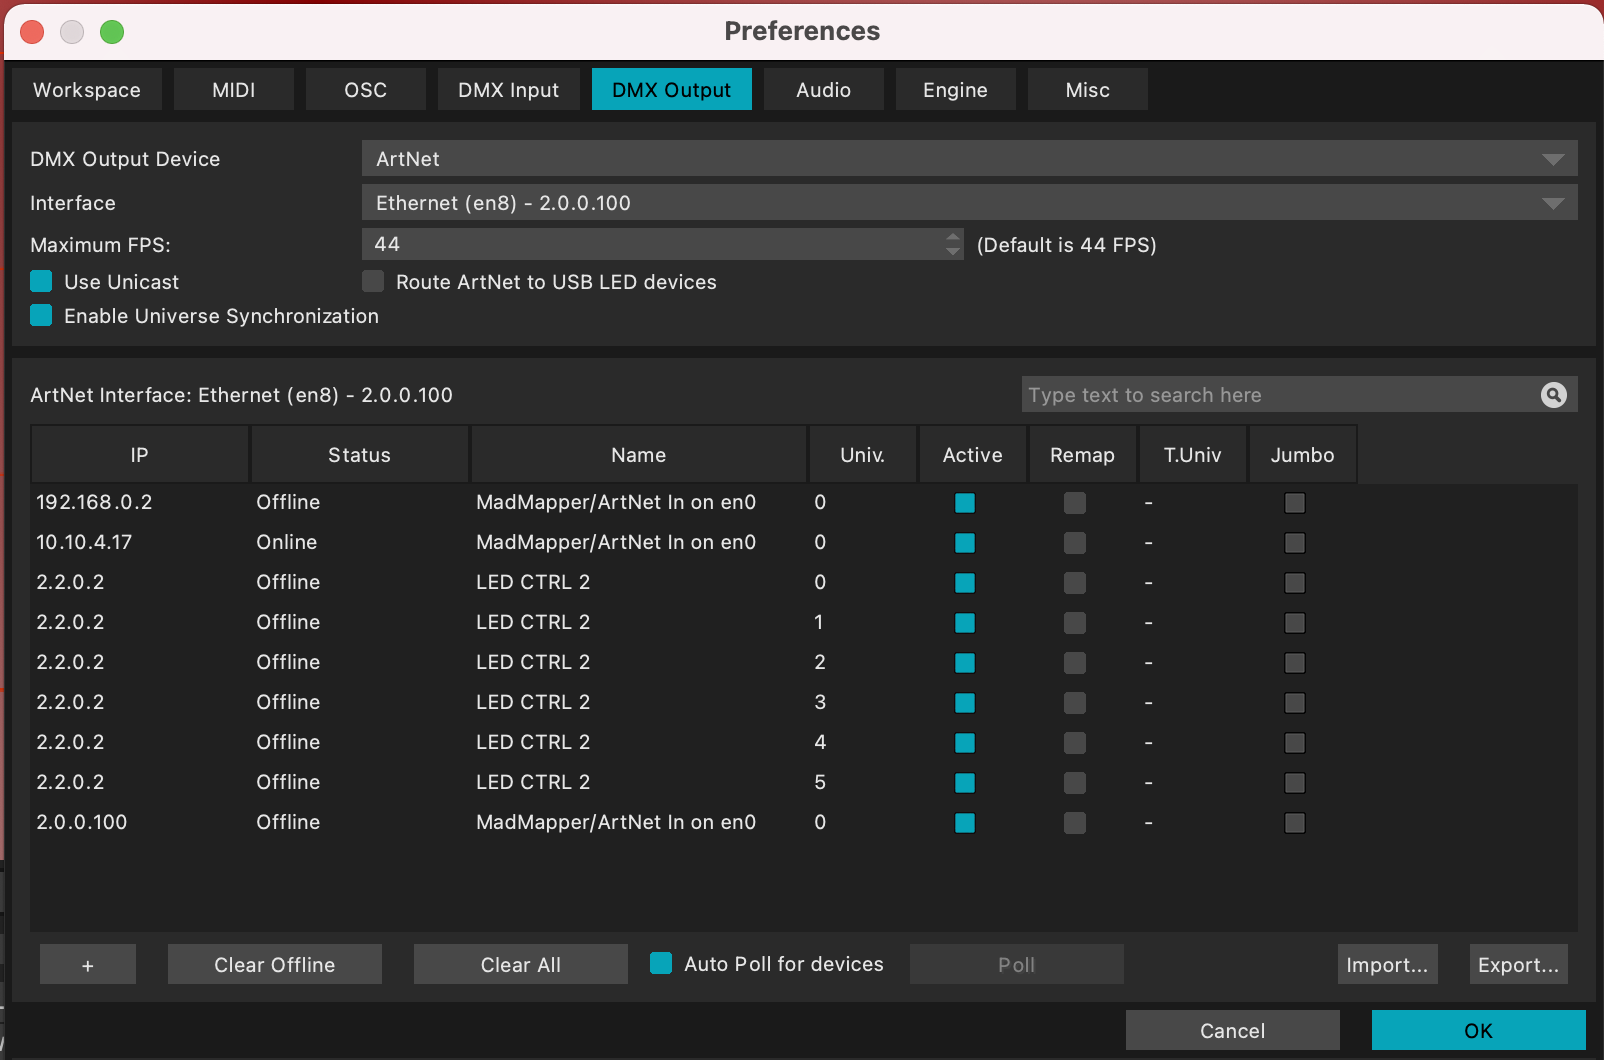 Preferences
Workspace MIDI OSC DMX Input DMX Output Audio Engine Misc
DMX Output Device ArtNet
Interface Ethernet (en8) - 2.0.0.100
Maximum FPS: 44 (Default is 44 FPS)
Use Unicast Route ArtNet to USB LED devices
Enable Universe Synchronization
ArtNet Interface: Ethernet (en8) - 2.0.0.100 Type text to search here
IP Status Name Univ. Active Remap T.Univ Jumbo
192.168.0.2 Offline MadMapper/ArtNet In on en0 0 -
10.10.4.17 Online MadMapper/ArtNet In on en0 0 -
2.2.0.2 Offline LED CTRL 2 0 -
2.2.0.2 Offline LED CTRL 2 1 -
2.2.0.2 Offline LED CTRL 2 2 -
2.2.0.2 Offline LED CTRL 2 3 -
2.2.0.2 Offline LED CTRL 2 4 -
2.2.0.2 Offline LED CTRL 2 5 -
2.0.0.100 Offline MadMapper/ArtNet In on en0 0 -
+ Clear Offline Clear All Auto Poll for devices Poll Import... Export...
Cancel OK